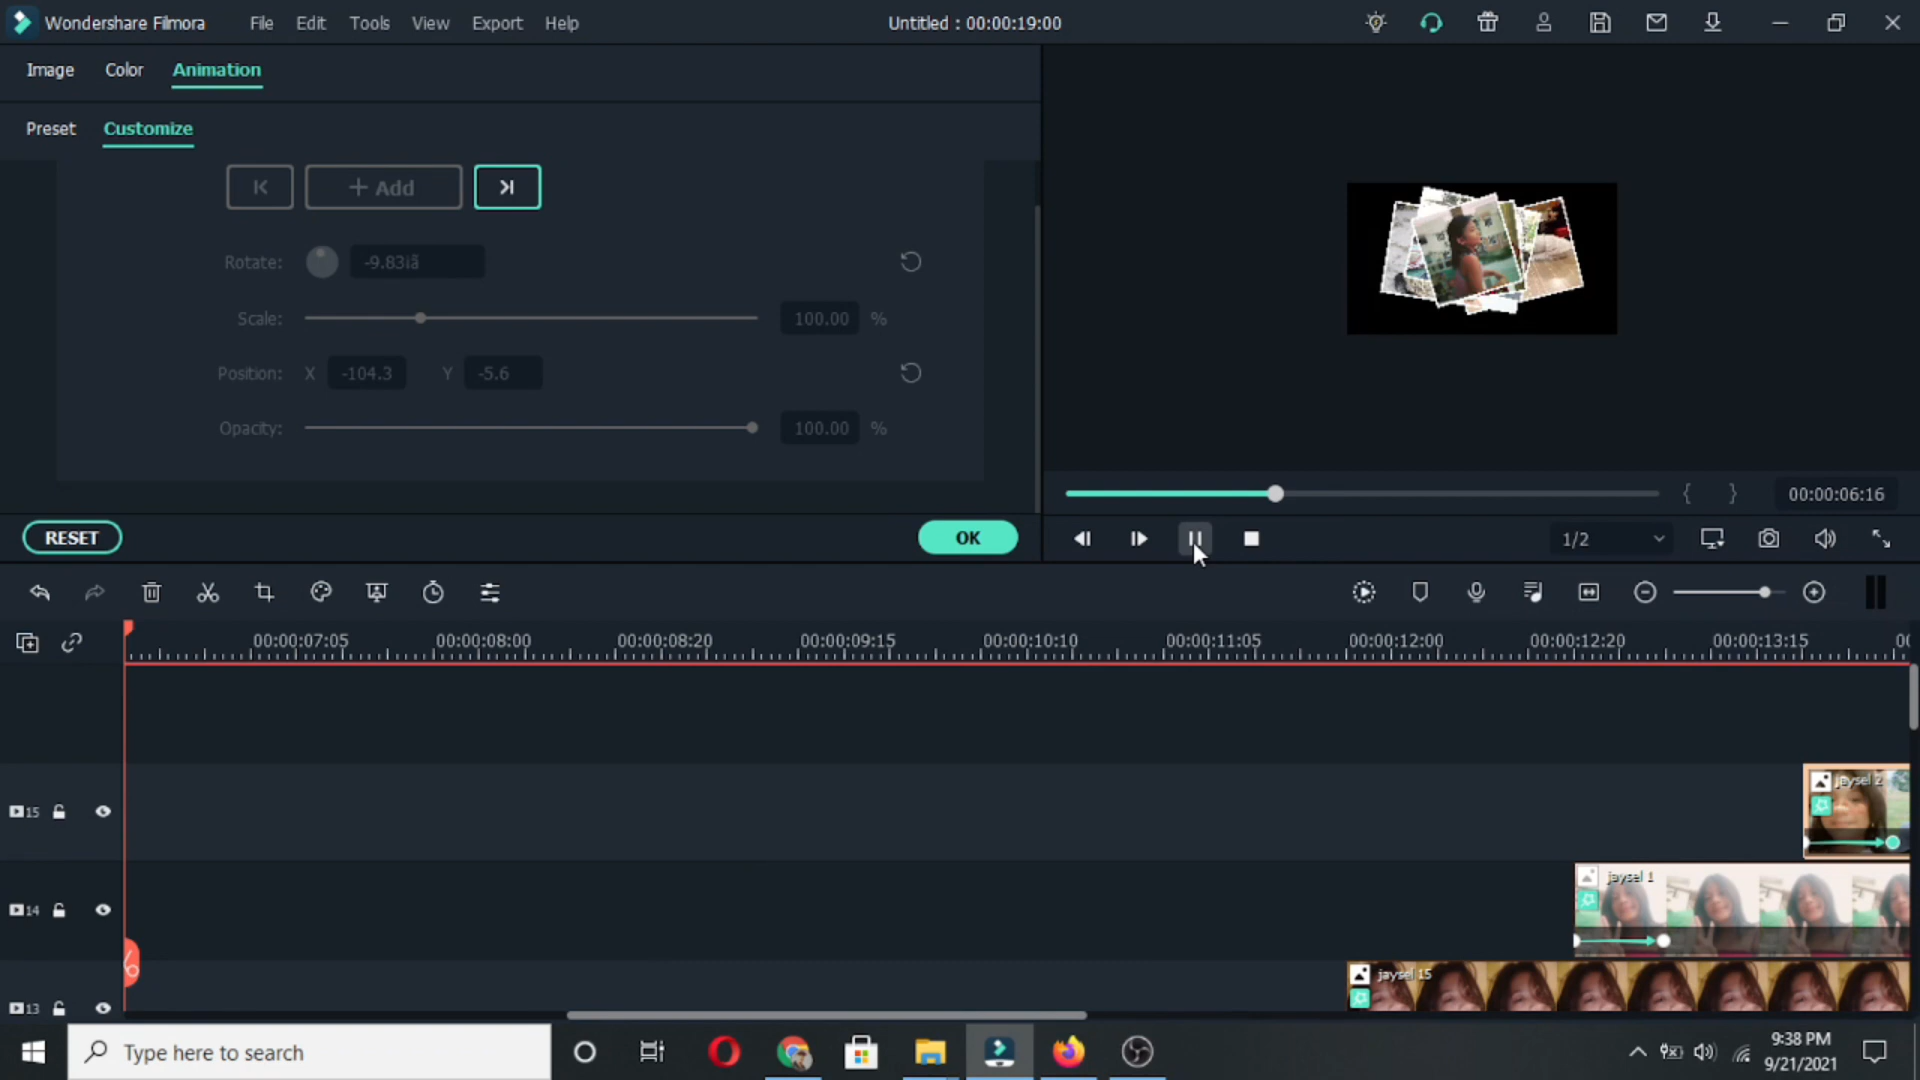 Wondershare Filmora File Edit Tools View Export Help Untitled : 00:00:19:00
Image Color Animation
Preset Customize
+ Add
Rotate: -9.83iã
Scale: 100.00 %
Position: X -104.3 Y -5.6
Opacity: 100.00 %
RESET OK
{ } 00:00:06:16
1/2
00:00:07:05 00:00:08:00 00:00:08:20 00:00:09:15 00:00:10:10 00:00:11:05 00:00:12:00 00:00:12:20 00:00:13:15 00
jaysel 2
15
jaysel 1
14
jaysel 15
13
Type here to search
9:38 PM
9/21/2021